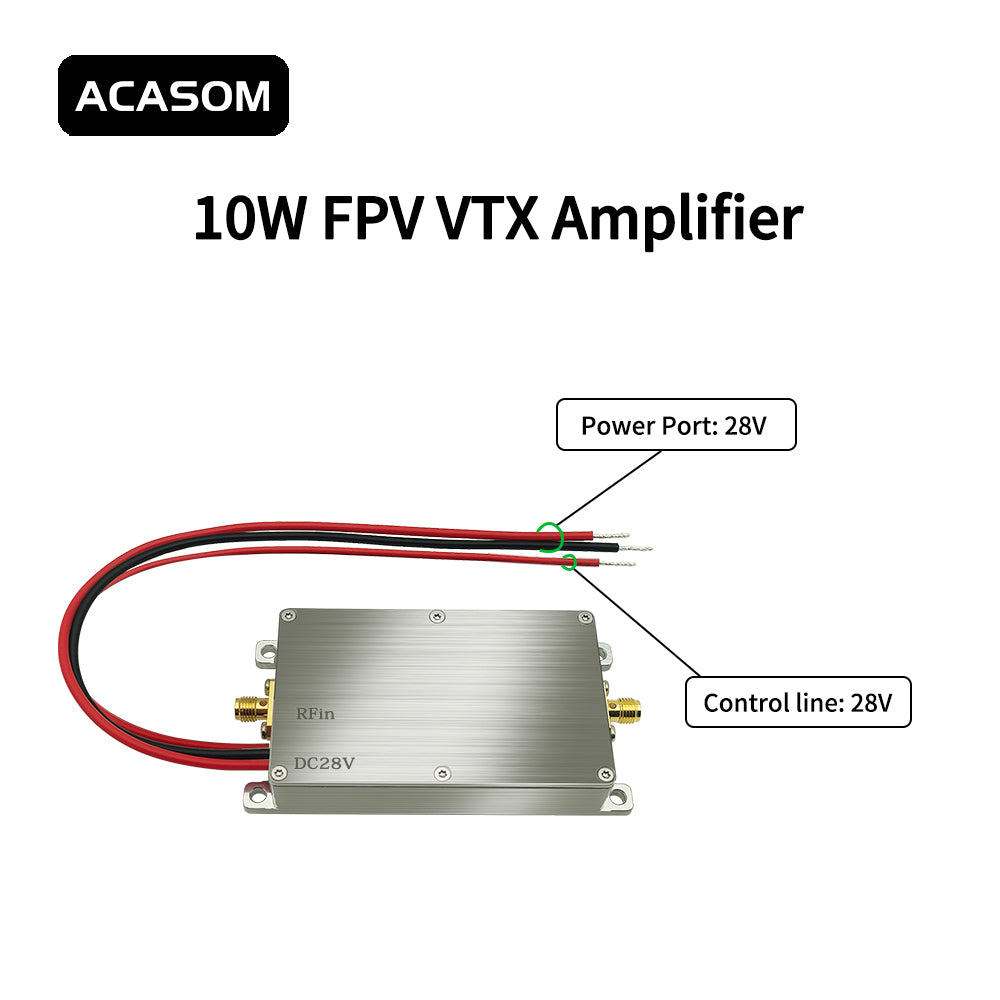 ACASOM
10W FPV VTX Amplifier
Power Port: 28V
Control line: 28V
RFin
DC28V